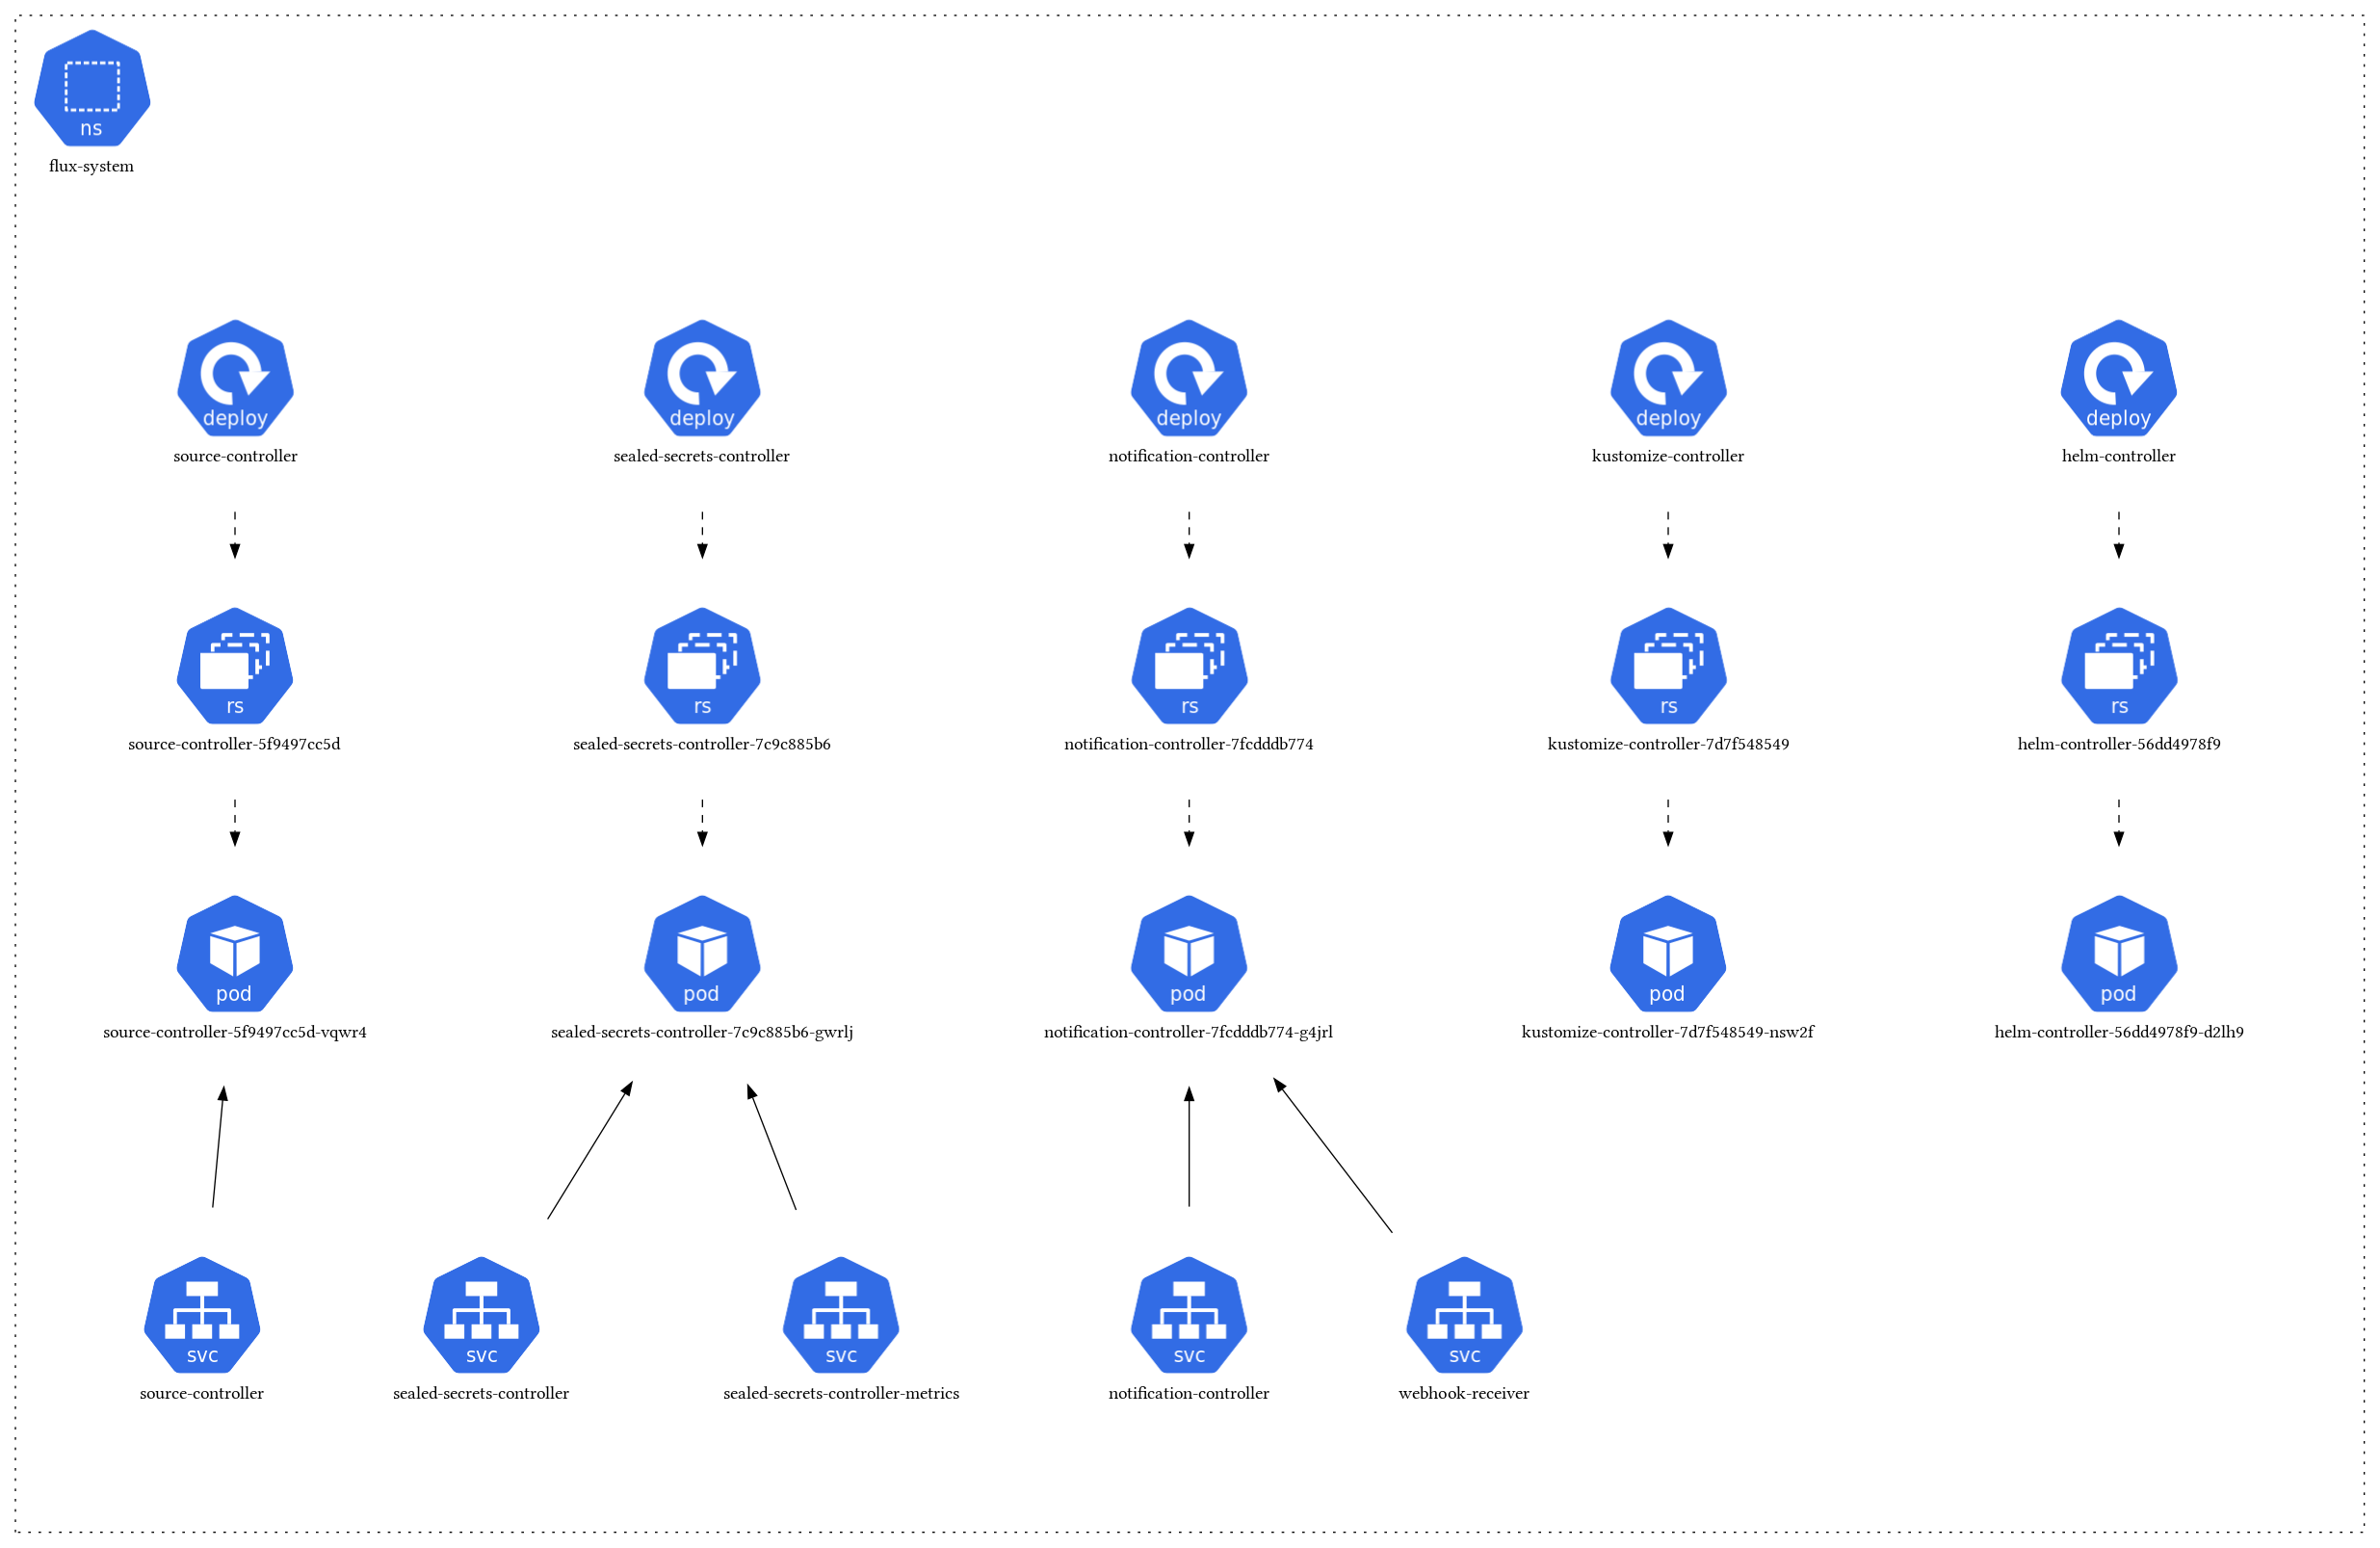 ns
flux-system
deploy deploy deploy deploy deploy
source-controller sealed-secrets-controller notification-controller kustomize-controller helm-controller
rs rs rs rs rs
source-controller-5f9497cc5d sealed-secrets-controller-7c9c885b6 notification-controller-7fcdddb774 kustomize-controller-7d7f548549 helm-controller-56dd4978f9
pod pod pod pod pod
source-controller-5f9497cc5d-vqwr4 sealed-secrets-controller-7c9c885b6-gwrlj notification-controller-7fcdddb774-g4jrl kustomize-controller-7d7f548549-nsw2f helm-controller-56dd4978f9-d2lh9
svc svc svc svc svc
source-controller sealed-secrets-controller sealed-secrets-controller-metrics notification-controller webhook-receiver